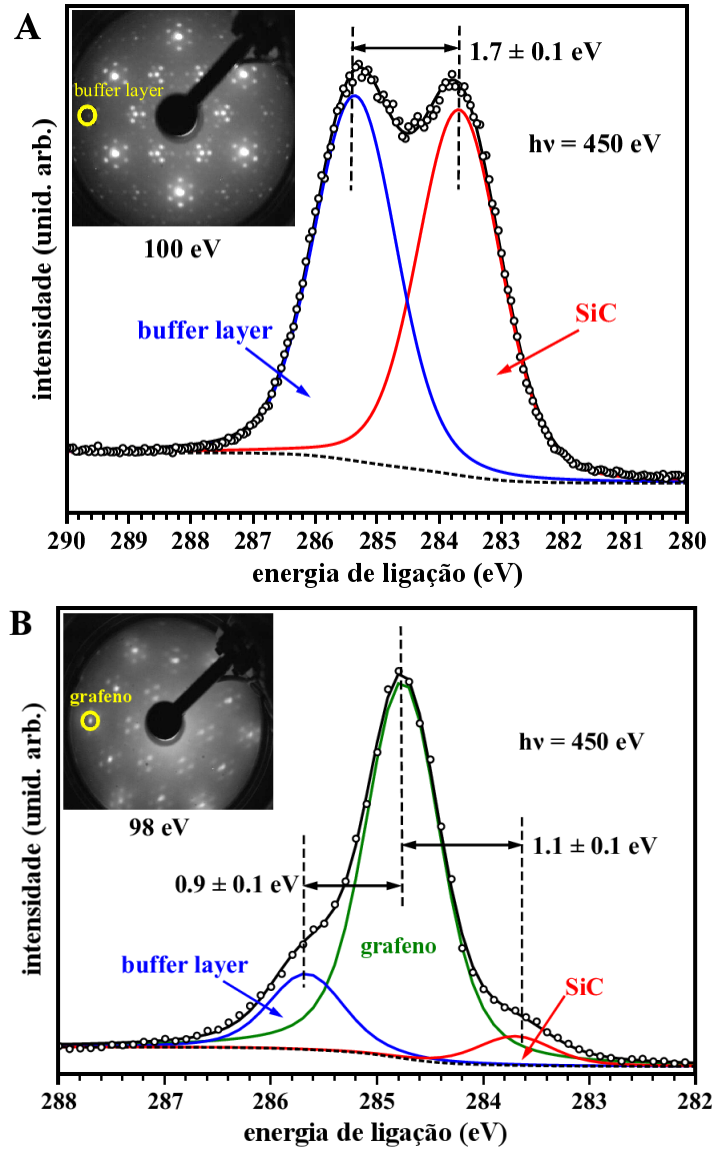 A
buffer layer
100 eV
1.7 ± 0.1 eV
hν = 450 eV
buffer layer
SiC
intensidade (unid. arb.)
290 289 288 287 286 285 284 283 282 281 280
energia de ligação (eV)
B
grafeno
98 eV
hν = 450 eV
0.9 ± 0.1 eV
1.1 ± 0.1 eV
buffer layer
grafeno
SiC
intensidade (unid. arb.)
288 287 286 285 284 283 282
energia de ligação (eV)